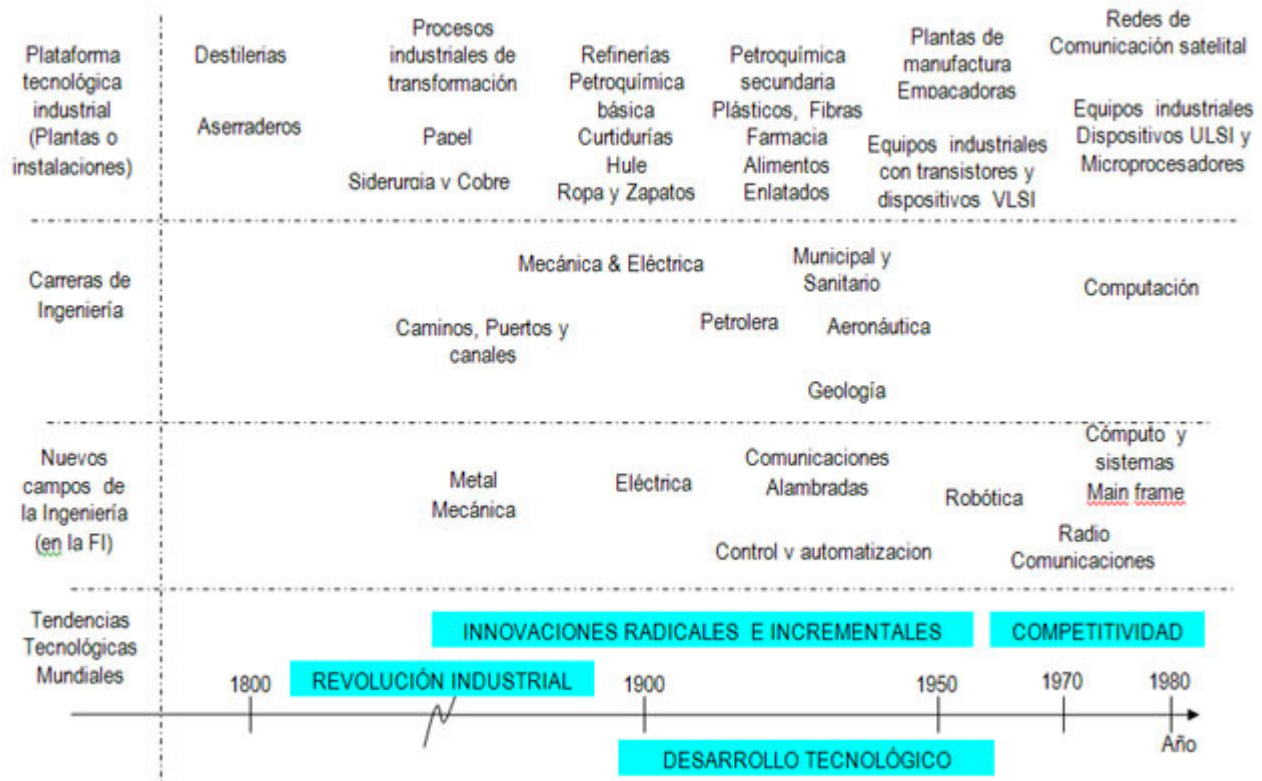 Plataforma
tecnológica
industrial
(Plantas o
instalaciones)
Destilerias
Aserraderos
Procesos
industriales de
transformación
Papel
Siderurgia y Cobre
Refinerías
Petroquímica
básica
Curtidurías
Hule
Ropa y Zapatos
Petroquímica
secundaria
Plásticos, Fibras
Farmacia
Alimentos
Enlatados
Plantas de
manufactura
Empacadoras
Equipos industriales
con transistores y
dispositivos VLSI
Redes de
Comunicación satelital
Equipos industriales
Dispositivos ULSI y
Microprocesadores
Carreras de
Ingeniería
Caminos, Puertos y
canales
Mecánica & Eléctrica
Petrolera
Municipal y
Sanitario
Aeronáutica
Geología
Computación
Nuevos
campos de
la Ingeniería
(en la FI)
Metal
Mecánica
Eléctrica
Comunicaciones
Alambradas
Control y automatizacion
Robótica
Cómputo y
sistemas
Main frame
Radio
Comunicaciones
Tendencias
Tecnológicas
Mundiales
INNOVACIONES RADICALES E INCREMENTALES
COMPETITIVIDAD
1800
REVOLUCIÓN INDUSTRIAL
1900
1950
1970
1980
Año
DESARROLLO TECNOLÓGICO